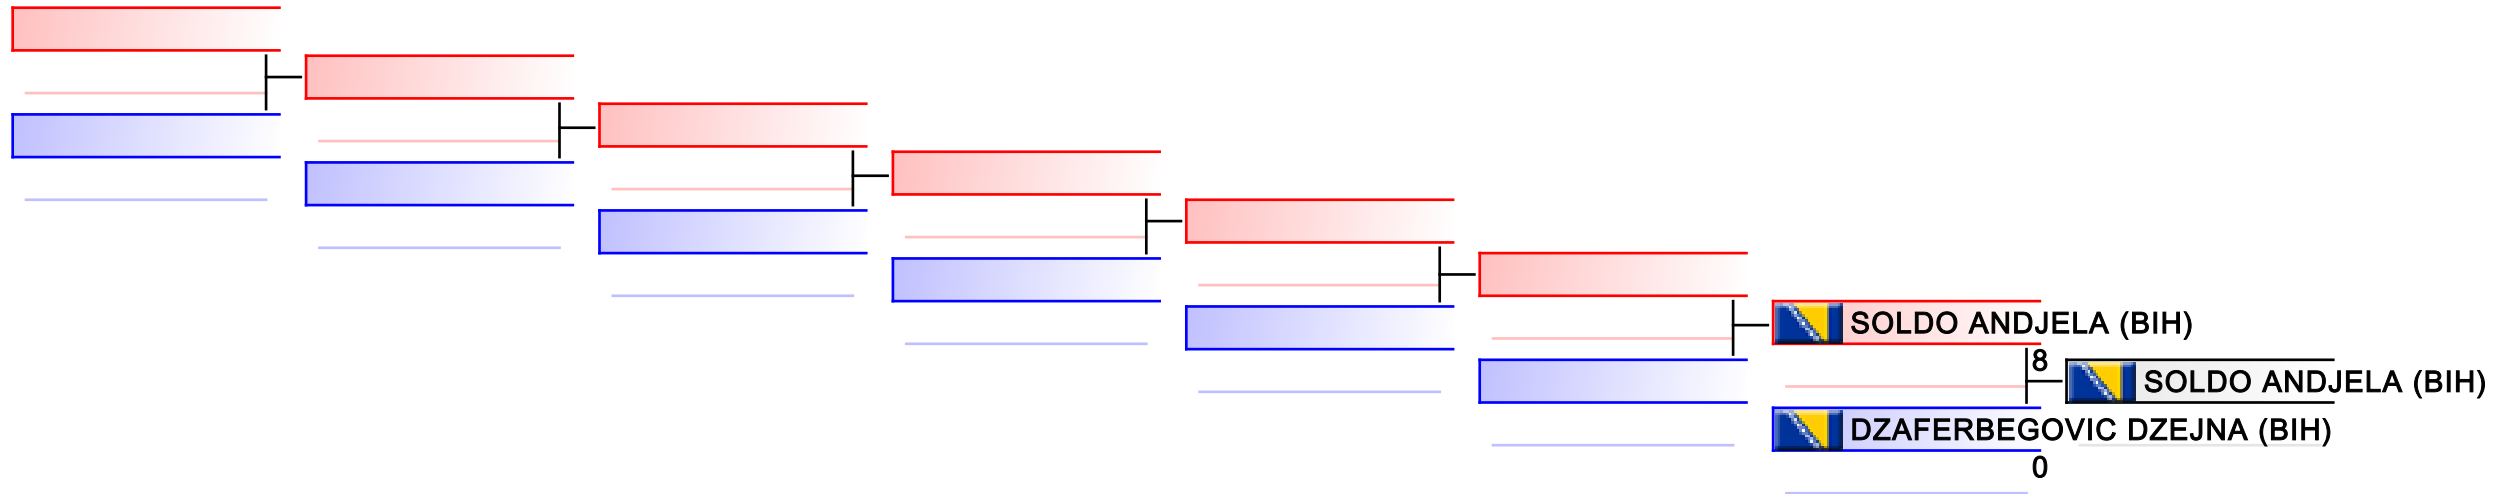 SOLDO ANDJELA (BIH)
8
SOLDO ANDJELA (BIH)
DZAFERBEGOVIC DZEJNA(BIH)
0